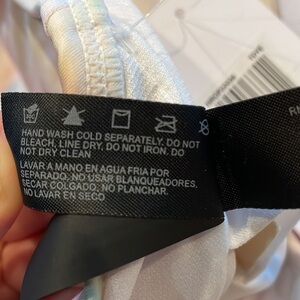 HAND WASH COLD SEPARATELY. DO NOT
BLEACH, LINE DRY, DO NOT IRON. DO
NOT DRY CLEAN
LAVAR A MANO EN AGUA FRIA POR
SEPARADO, NO USAR BLANQUEADORES,
SECAR COLGADO, NO PLANCHAR,
NO LAVAR EN SECO